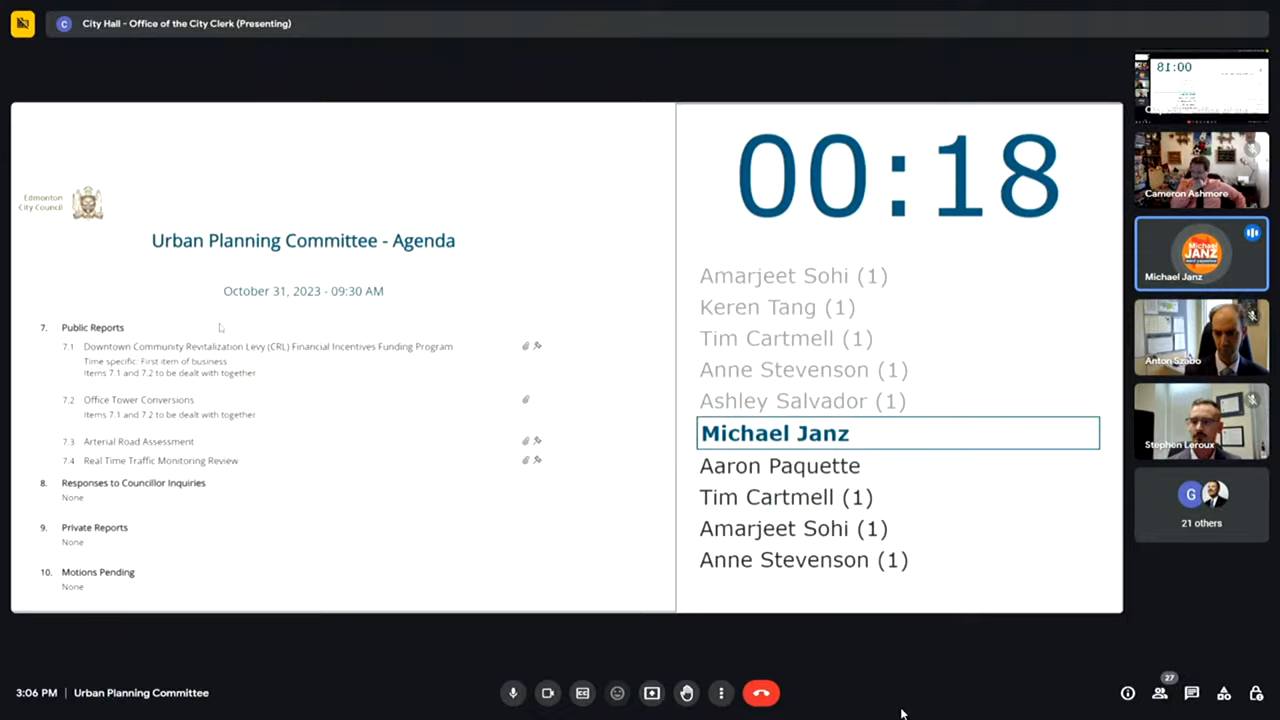 City Hall - Office of the City Clerk (Presenting)
Edmonton
City Council
Urban Planning Committee - Agenda
October 31, 2023 - 09:30 AM
7. Public Reports
7.1 Downtown Community Revitalization Levy (CRL) Financial Incentives Funding Program
Time specific: First item of business
Items 7.1 and 7.2 to be dealt with together
7.2 Office Tower Conversions
Items 7.1 and 7.2 to be dealt with together
7.3 Arterial Road Assessment
7.4 Real Time Traffic Monitoring Review
8. Responses to Councillor Inquiries
None
9. Private Reports
None
10. Motions Pending
None
00:18
Amarjeet Sohi (1)
Keren Tang (1)
Tim Cartmell (1)
Anne Stevenson (1)
Ashley Salvador (1)
Michael Janz
Aaron Paquette
Tim Cartmell (1)
Amarjeet Sohi (1)
Anne Stevenson (1)
Cameron Ashmore
Michael
JANZ
Michael Janz
Anton Szabo
Stephen Leroux
G
21 others
3:06 PM | Urban Planning Committee
27